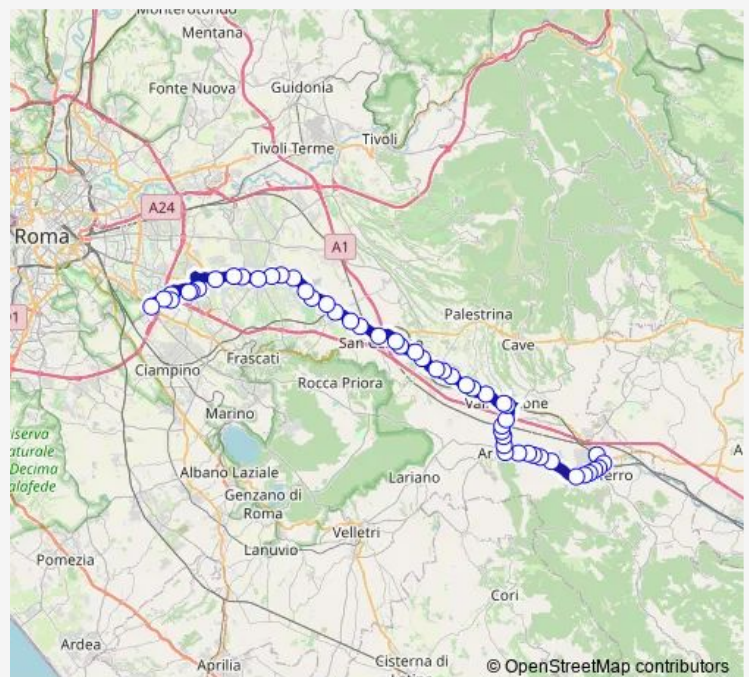 Mentana
Fonte Nuova
Guidonia
Tivoli
Tivoli Terme
A24
Roma
A1
Palestrina
Cave
Frascati
Ciampino
Rocca Priora
Marino
Albano Laziale
Lariano
Genzano di
Roma
Velletri
Lanuvio
Pomezia
Cori
Ardea
Aprilia
Cisterna di
© OpenStreetMap contributors